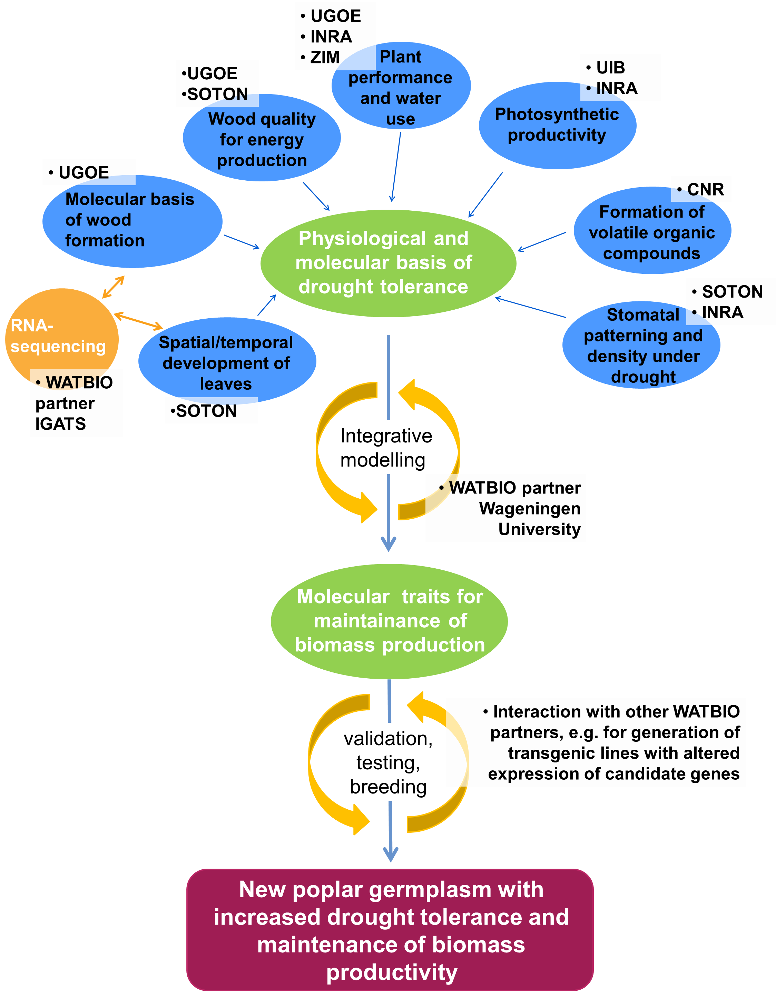 • UGOE
• INRA
• ZIM
Plant
performance
and water
use
•UGOE
•SOTON
Wood quality
for energy
production
• UIB
• INRA
Photosynthetic
productivity
• UGOE
Molecular basis
of wood
formation
• CNR
Formation of
volatile organic
compounds
Physiological and
molecular basis of
drought tolerance
• SOTON
• INRA
Stomatal
patterning and
density under
drought
RNA-
sequencing
• WATBIO
partner
IGATS
Spatial/temporal
development of
leaves
•SOTON
Integrative
modelling
• WATBIO partner
Wageningen
University
Molecular traits for
maintainance of
biomass production
validation,
testing,
breeding
• Interaction with other WATBIO
partners, e.g. for generation of
transgenic lines with altered
expression of candidate genes
New poplar germplasm with
increased drought tolerance and
maintenance of biomass
productivity